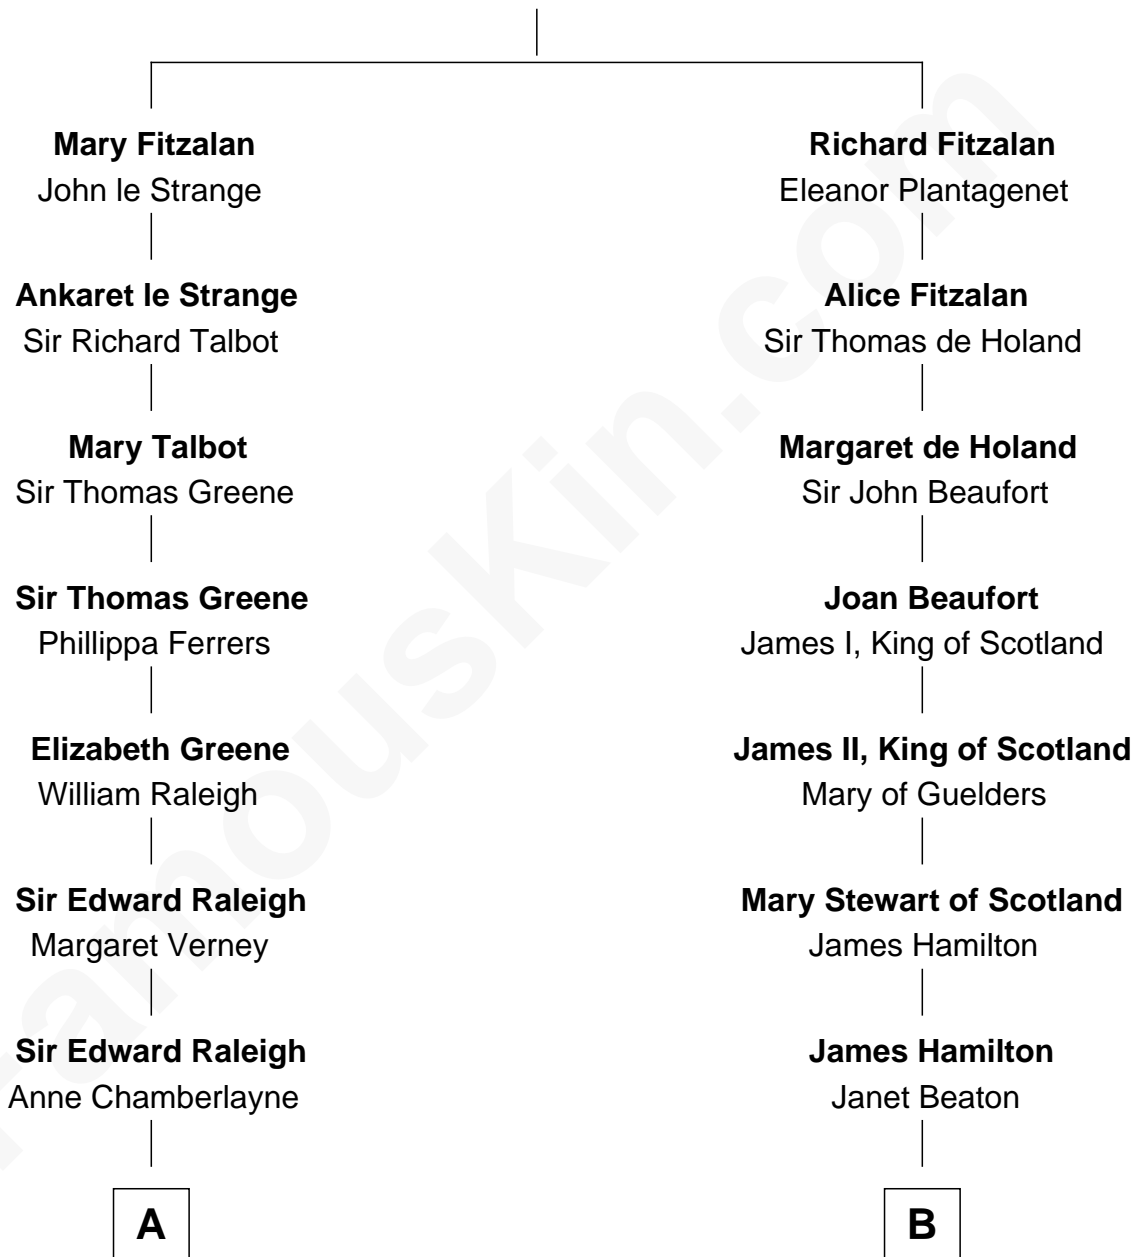 Mary Fitzalan
John le Strange
Ankaret le Strange
Sir Richard Talbot
Mary Talbot
Sir Thomas Greene
Sir Thomas Greene
Phillippa Ferrers
Elizabeth Greene
William Raleigh
Sir Edward Raleigh
Margaret Verney
Sir Edward Raleigh
Anne Chamberlayne
A
Richard Fitzalan
Eleanor Plantagenet
Alice Fitzalan
Sir Thomas de Holand
Margaret de Holand
Sir John Beaufort
Joan Beaufort
James I, King of Scotland
James II, King of Scotland
Mary of Guelders
Mary Stewart of Scotland
James Hamilton
James Hamilton
Janet Beaton
B
FamousKin.com